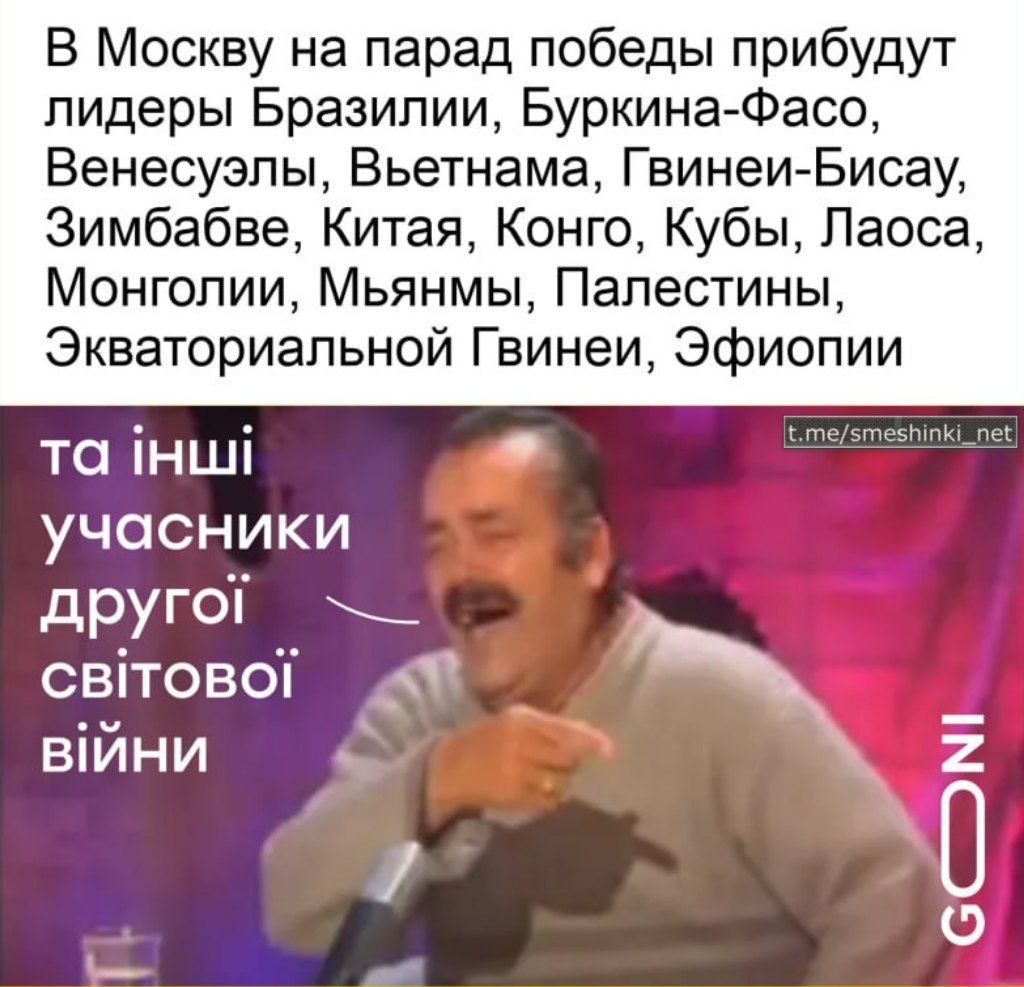 В Москву на парад победы прибудут
лидеры Бразилии, Буркина-Фасо,
Венесуэлы, Вьетнама, Гвинеи-Бисау,
Зимбабве, Китая, Конго, Кубы, Лаоса,
Монголии, Мьянмы, Палестины,
Экваториальной Гвинеи, Эфиопии
t.me/smeshinki_net
та інші
учасники
другої
світової
війни
GONI